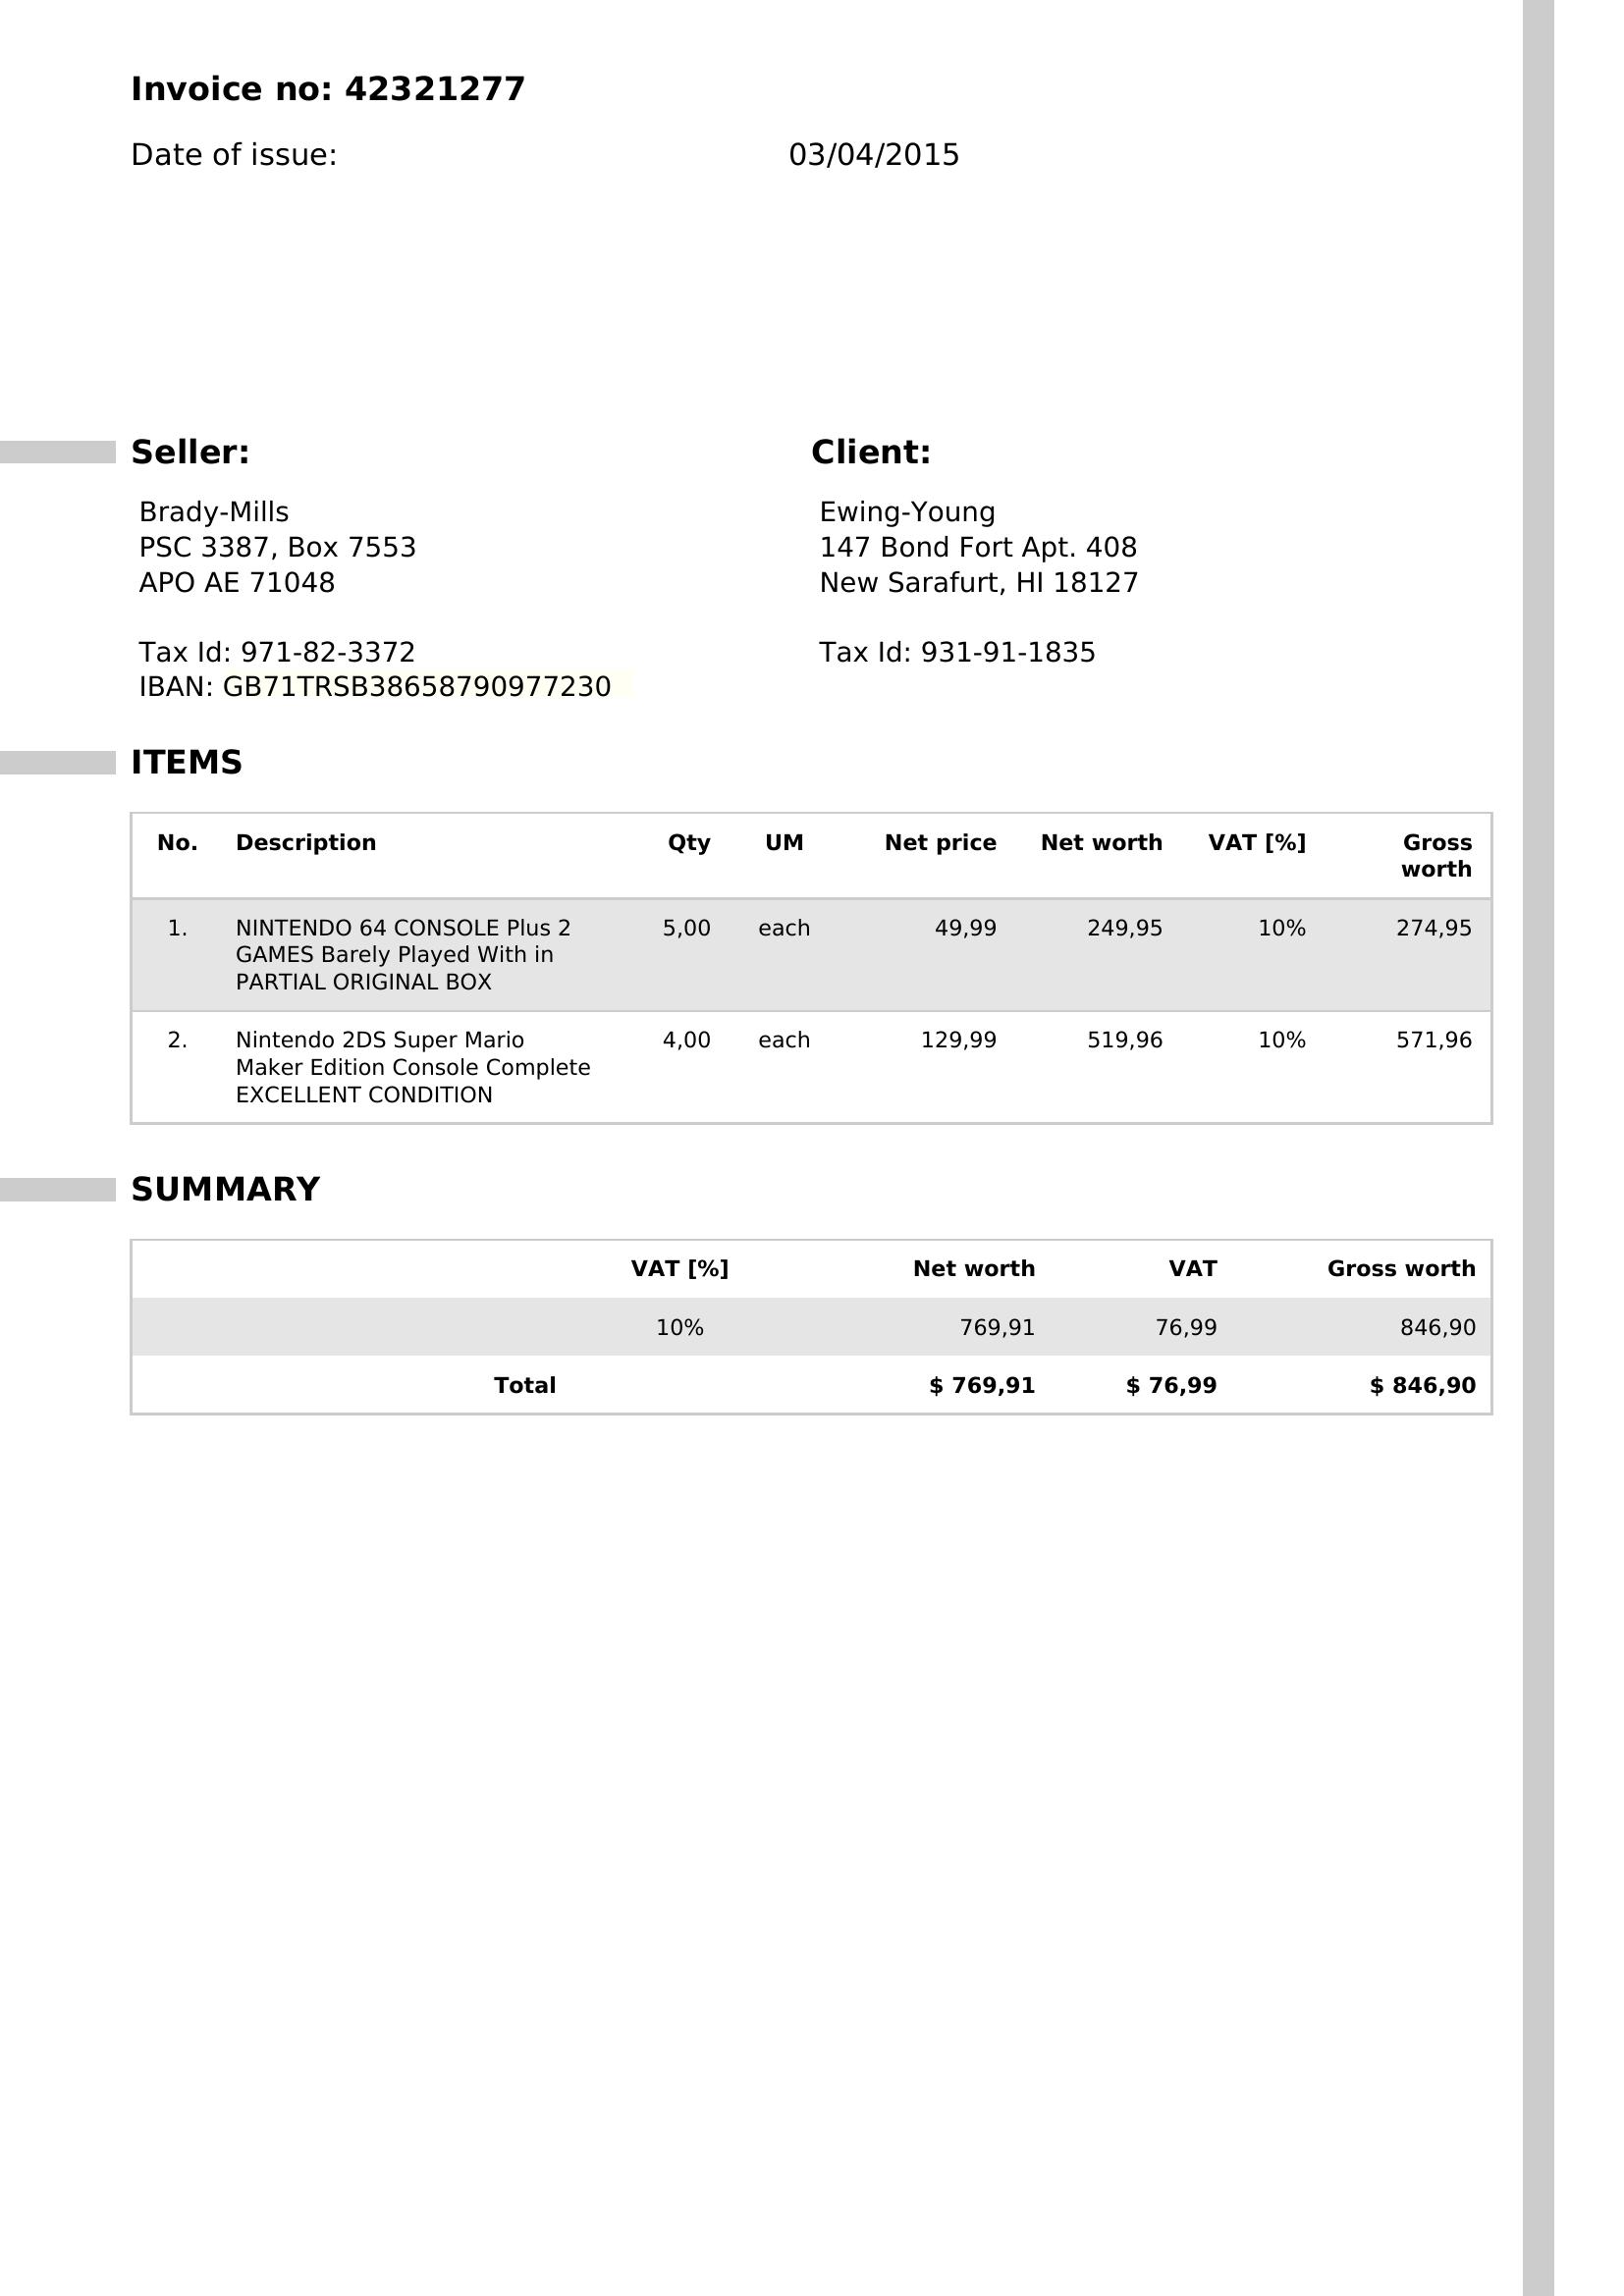 Invoice no: 42321277
Date of issue: 03/04/2015
Seller:
Brady-Mills
PSC 3387, Box 7553
APO AE 71048
Tax Id: 971-82-3372
IBAN: GB71TRSB38658790977230
Client:
Ewing-Young
147 Bond Fort Apt. 408
New Sarafurt, HI 18127
Tax Id: 931-91-1835
ITEMS
No. Description Qty UM Net price Net worth VAT [%] Gross
worth
1. NINTENDO 64 CONSOLE Plus 2 5,00 each 49,99 249,95 10% 274,95
GAMES Barely Played With in
PARTIAL ORIGINAL BOX
2. Nintendo 2DS Super Mario 4,00 each 129,99 519,96 10% 571,96
Maker Edition Console Complete
EXCELLENT CONDITION
SUMMARY
VAT [%] Net worth VAT Gross worth
10% 769,91 76,99 846,90
Total $ 769,91 $ 76,99 $ 846,90